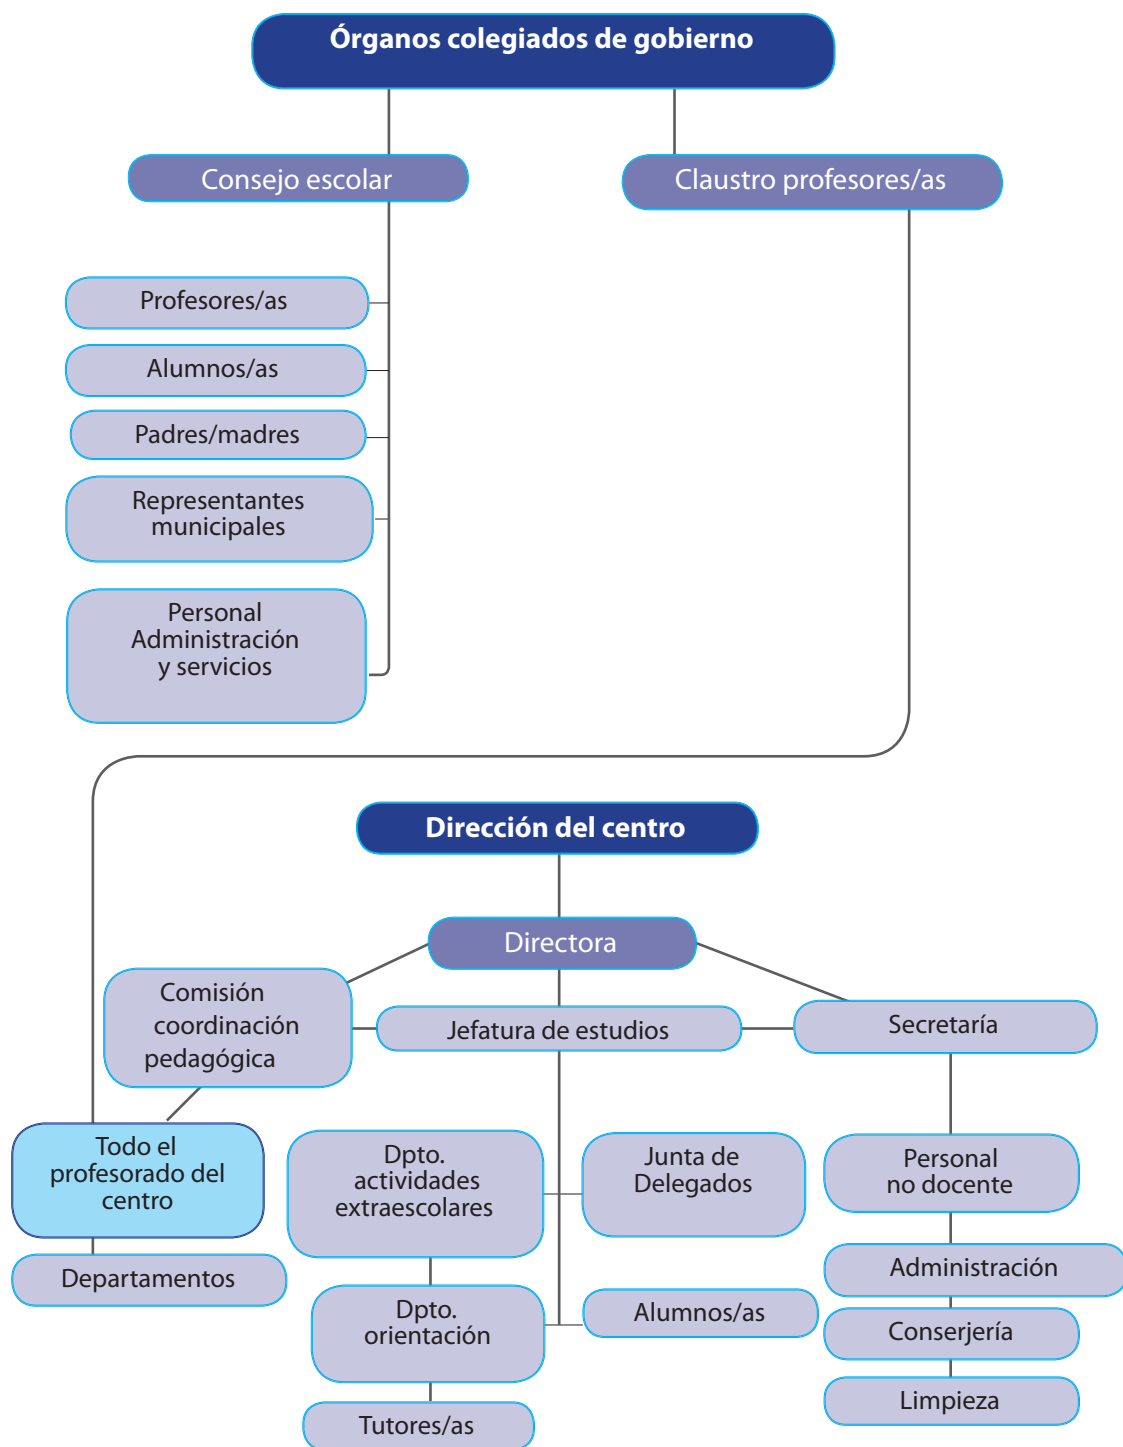 Órganos colegiados de gobierno
Consejo escolar
Claustro profesores/as
Profesores/as
Alumnos/as
Padres/madres
Representantes
municipales
Personal
Administración
y servicios
Dirección del centro
Directora
Comisión
coordinación
pedagógica
Jefatura de estudios
Secretaría
Todo el
profesorado del
centro
Departamentos
Dpto.
actividades
extraescolares
Junta de
Delegados
Dpto.
orientación
Alumnos/as
Tutores/as
Personal
no docente
Administración
Conserjería
Limpieza